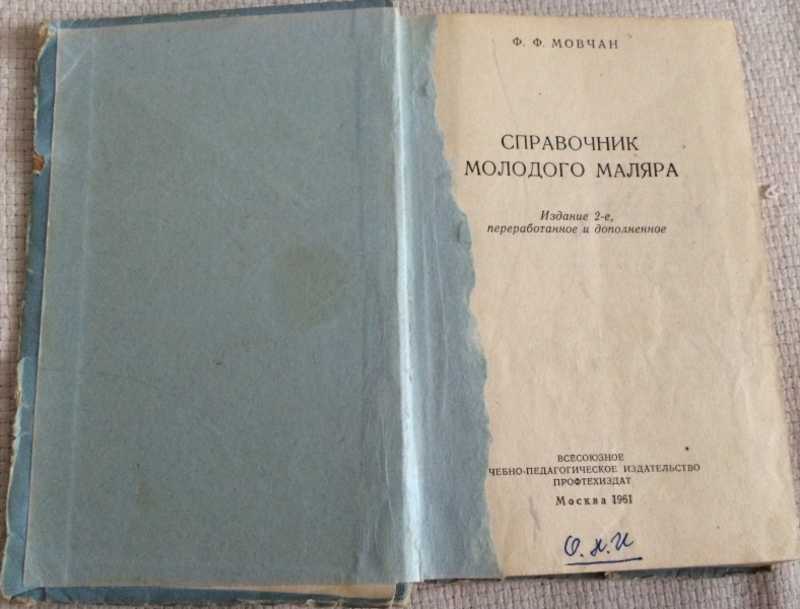 Ф. Ф. МОВЧАН
СПРАВОЧНИК
МОЛОДОГО МАЛЯРА
Издание 2-е,
переработанное и дополненное
ВСЕСОЮЗНОЕ
ЧЕБНО-ПЕДАГОГИЧЕСКОЕ ИЗДАТЕЛЬСТВО
ПРОФТЕХИЗДАТ
Москва 1961
О.н.и